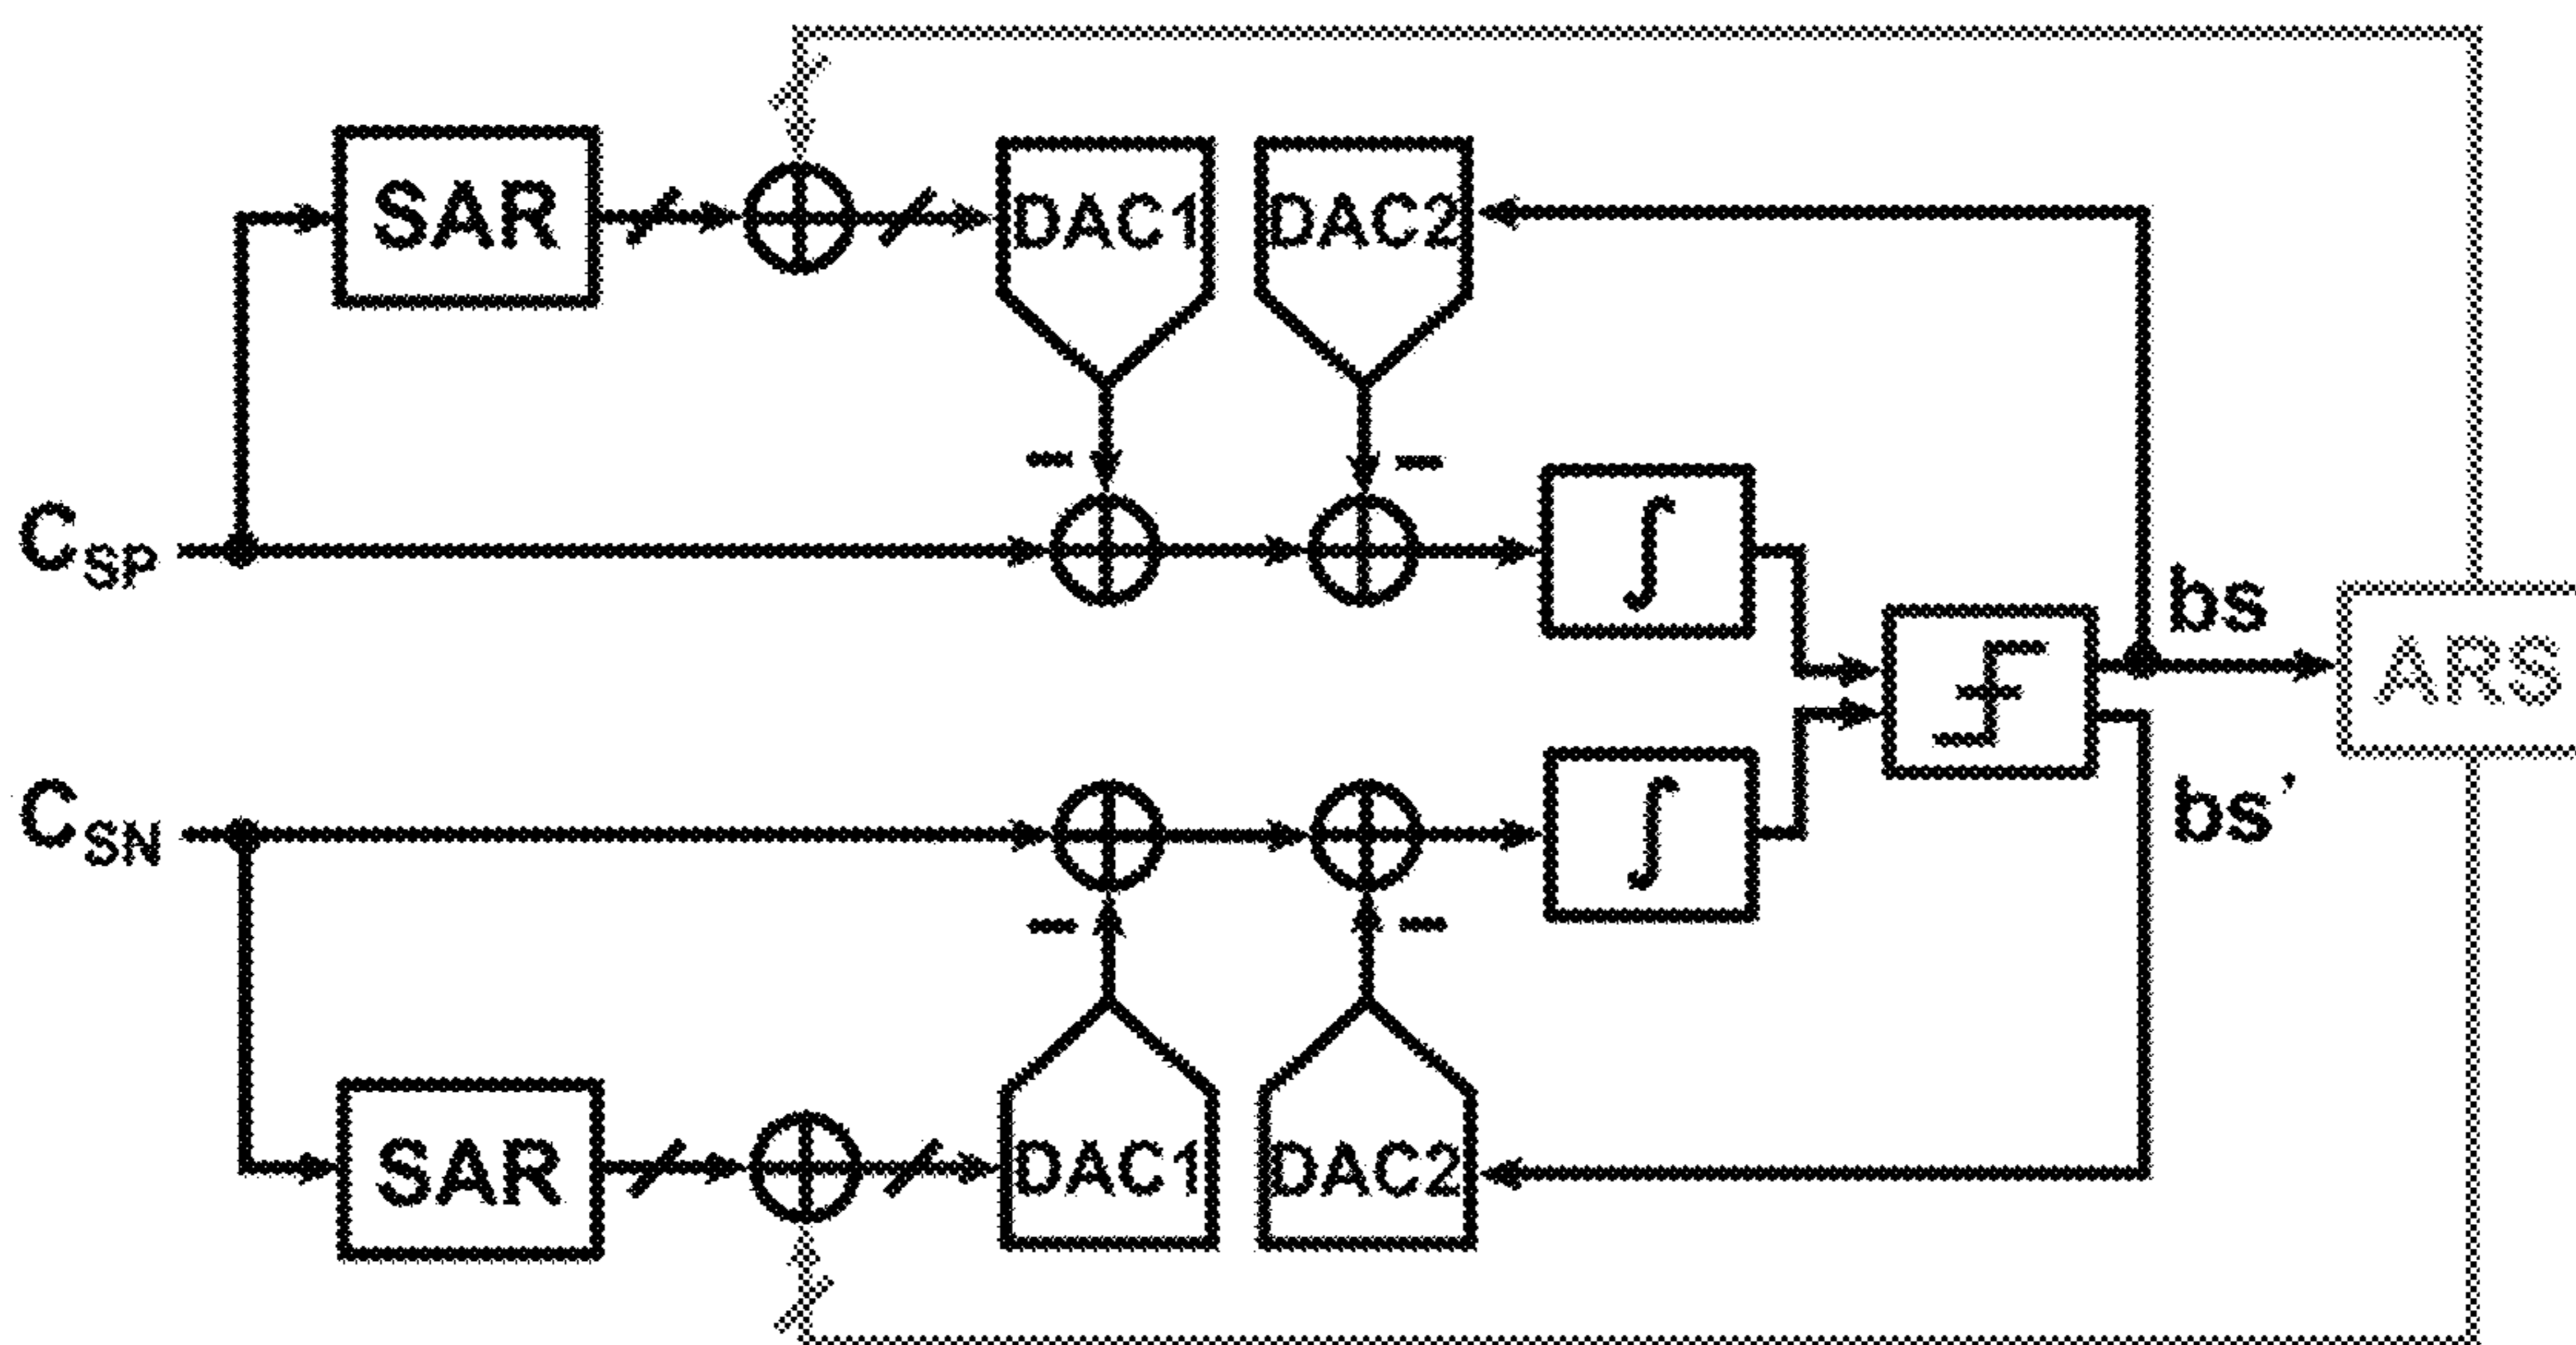 SAR
DAC1
DAC2
C_SP
∫
bs
ARS
C_SN
∫
bs'
SAR
DAC1
DAC2